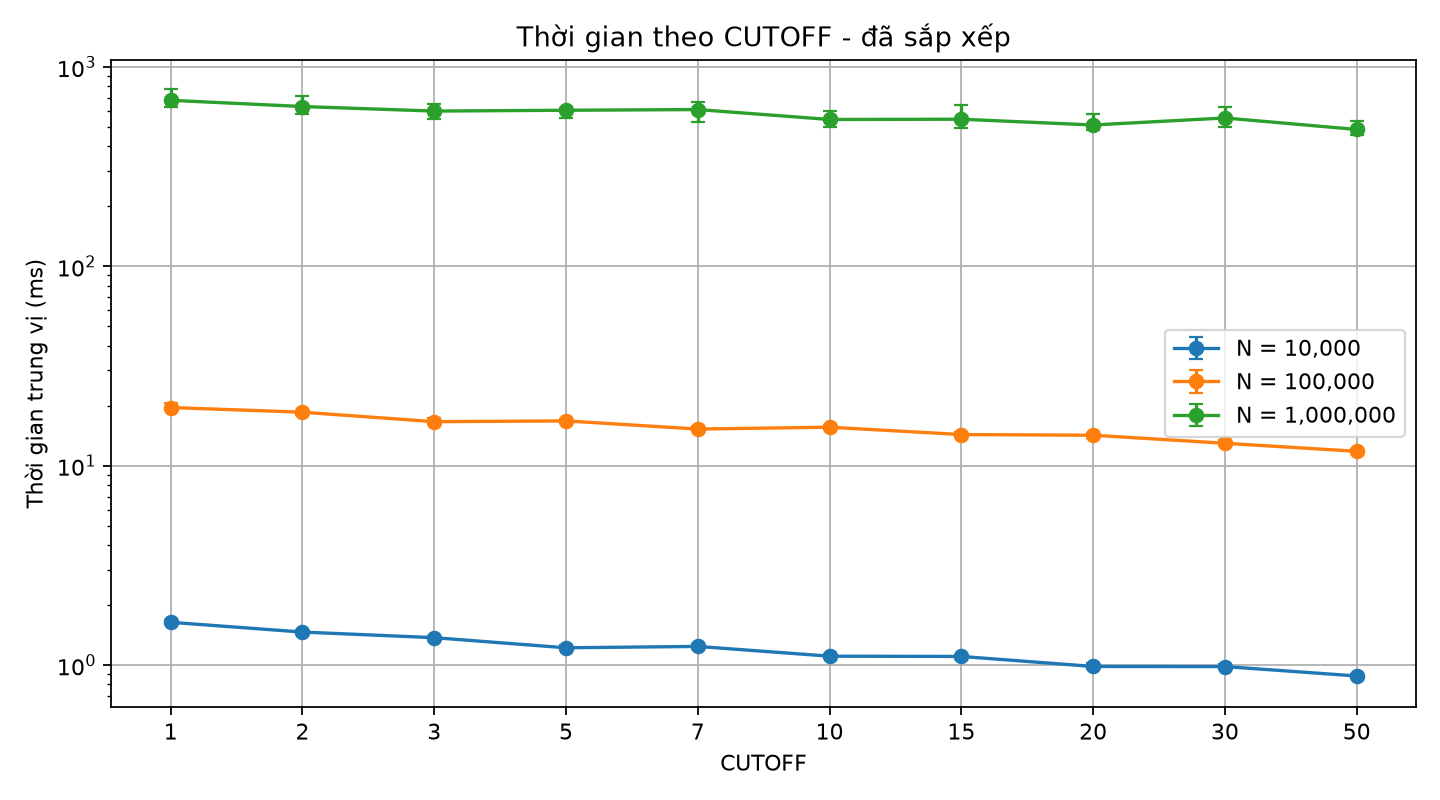 Thời gian theo CUTOFF - đã sắp xếp
Thời gian trung vị (ms)
10³
10²
10¹
10⁰
N = 10,000
N = 100,000
N = 1,000,000
1 2 3 5 7 10 15 20 30 50
CUTOFF